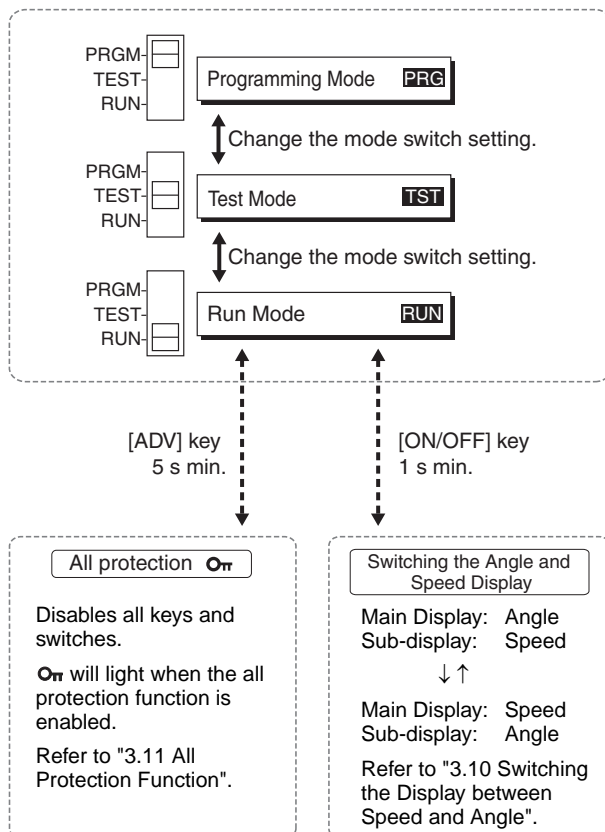 PRGM
TEST
RUN
Programming Mode PRG
Change the mode switch setting.
PRGM
TEST
RUN
Test Mode TST
Change the mode switch setting.
PRGM
TEST
RUN
Run Mode RUN
[ADV] key
5 s min.
[ON/OFF] key
1 s min.
All protection
Disables all keys and
switches.
will light when the all
protection function is
enabled.
Refer to "3.11 All
Protection Function".
Switching the Angle and
Speed Display
Main Display: Angle
Sub-display: Speed
↓↑
Main Display: Speed
Sub-display: Angle
Refer to "3.10 Switching
the Display between
Speed and Angle".